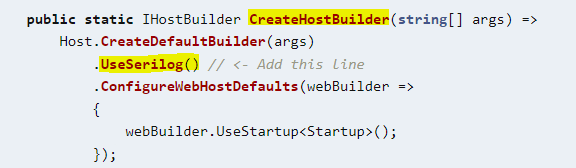 public static IHostBuilder CreateHostBuilder(string[] args) =>
Host.CreateDefaultBuilder(args)
.UseSerilog() // <- Add this line
.ConfigureWebHostDefaults(webBuilder =>
{
webBuilder.UseStartup<Startup>();
});